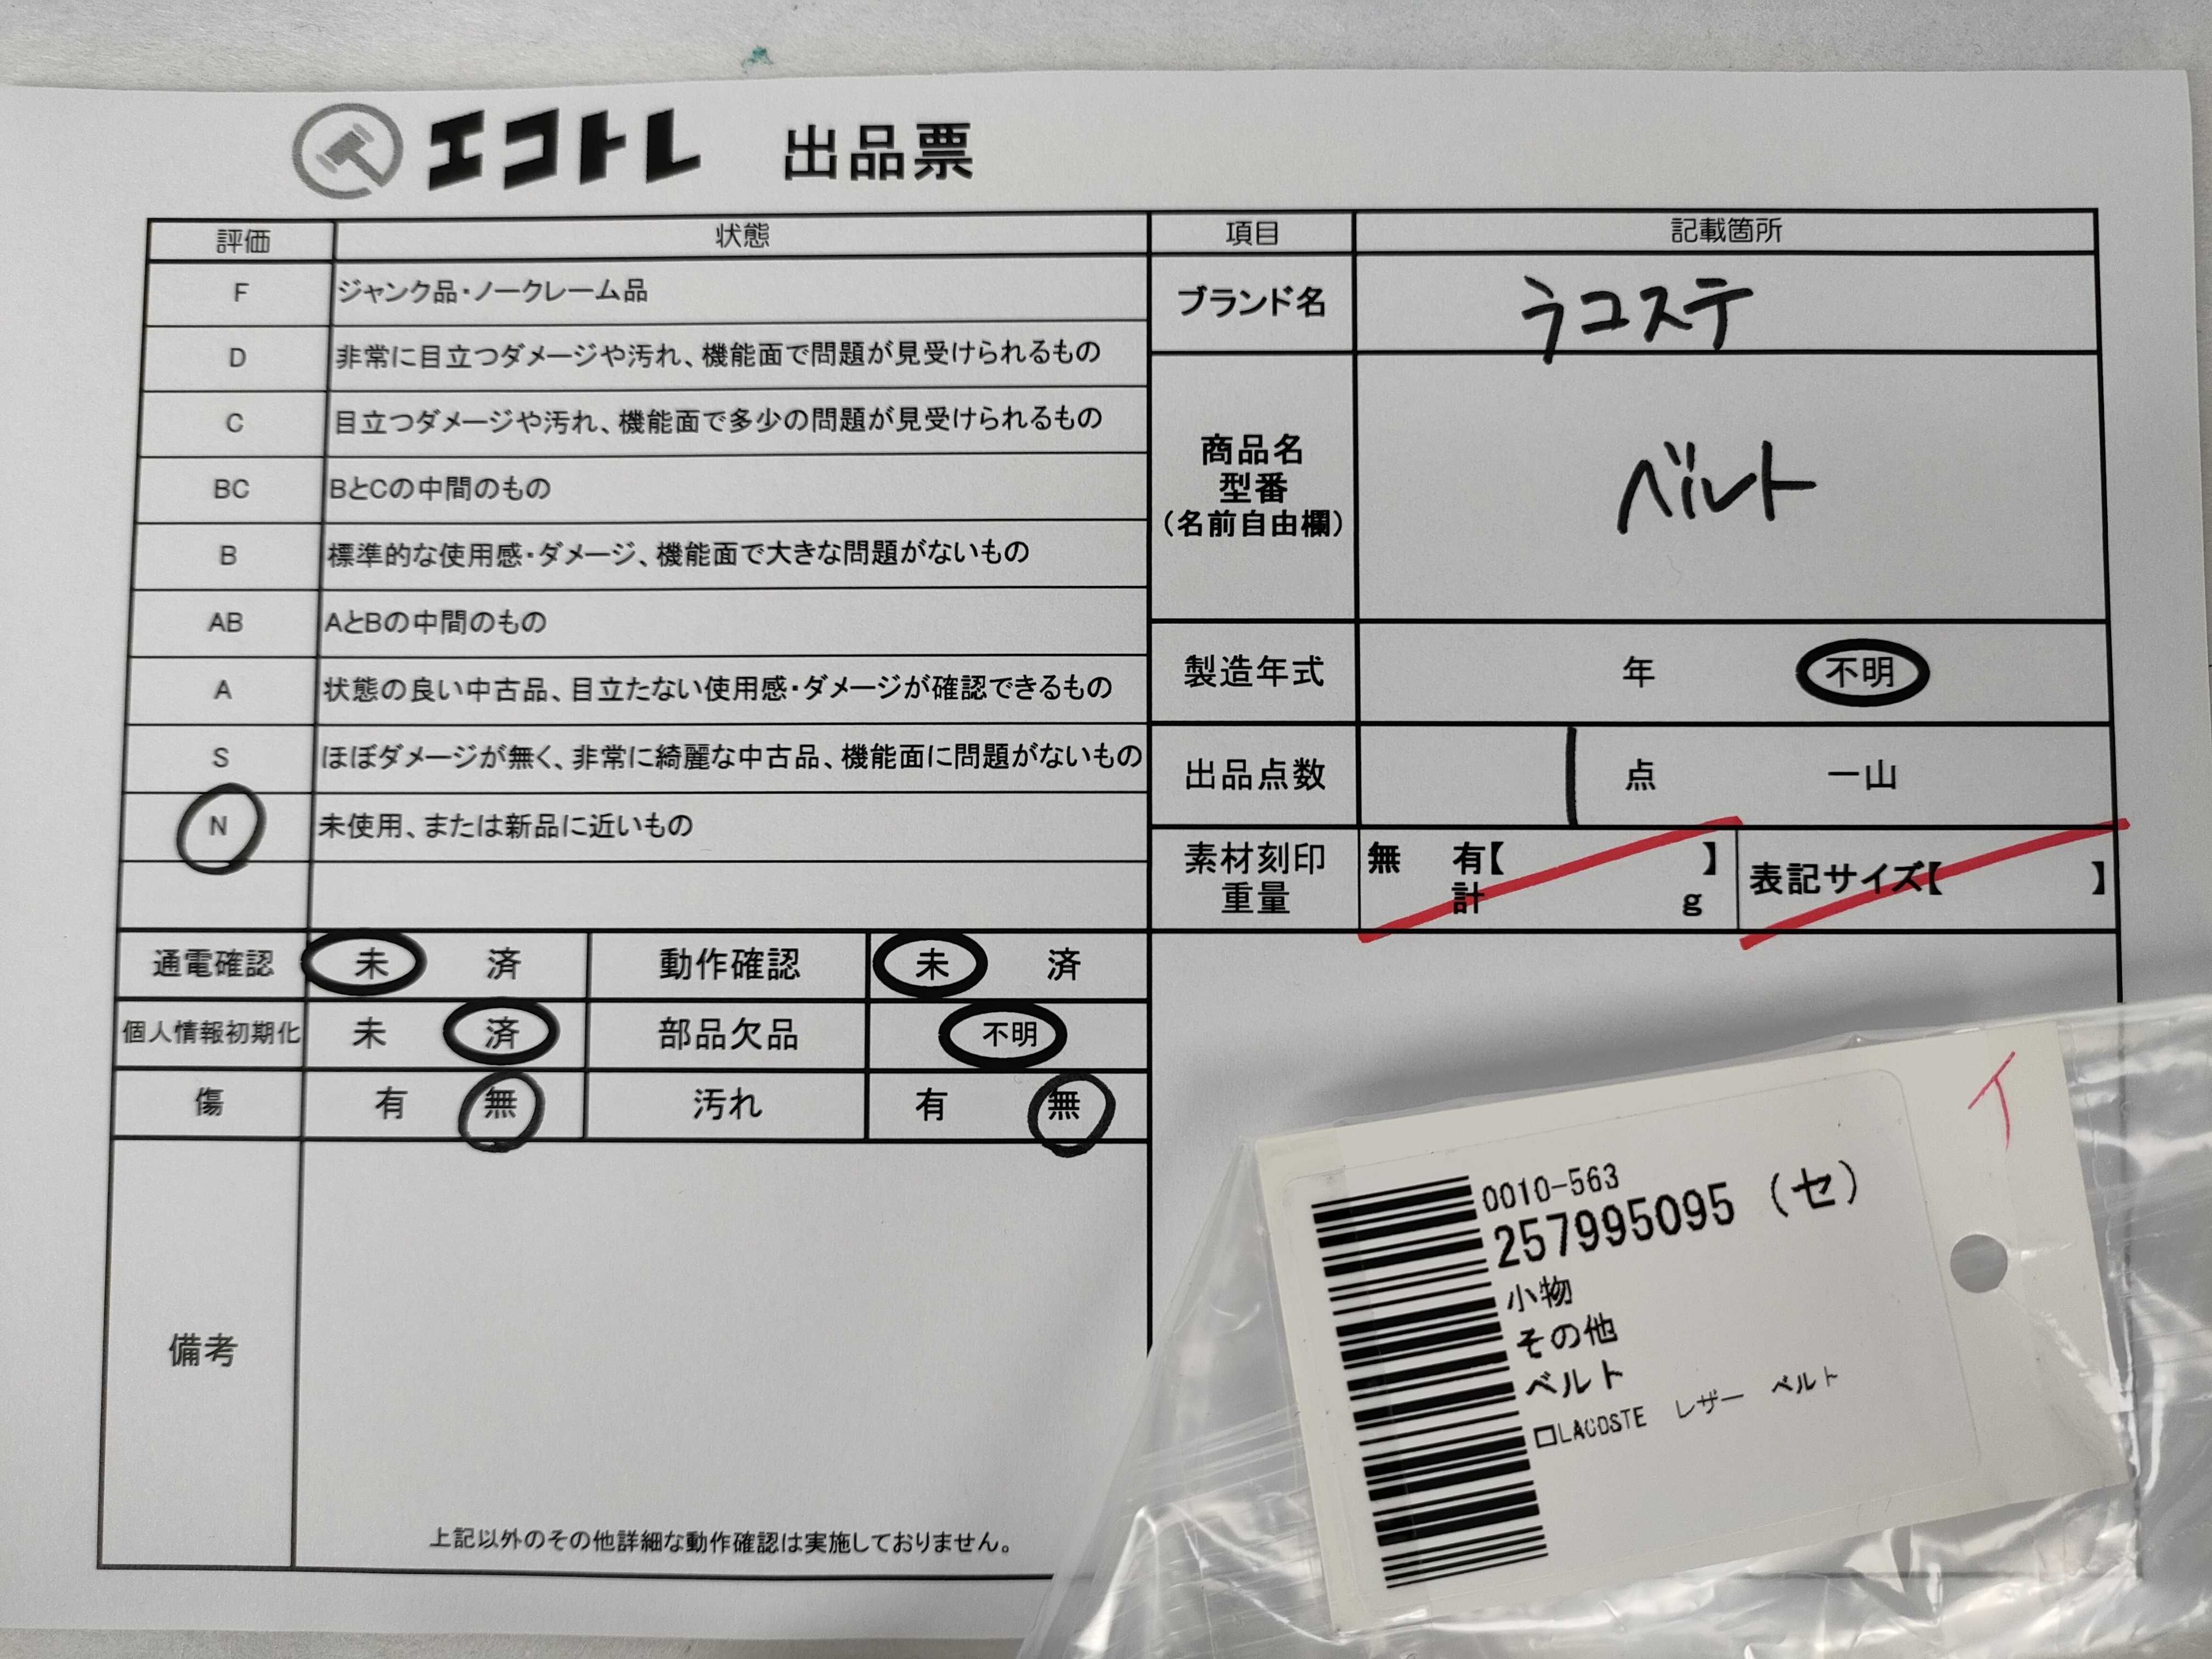 エコトレ 出品票
評価 状態
F ジャンク品・ノークレーム品
D 非常に目立つダメージや汚れ、機能面で問題が見受けられるもの
C 目立つダメージや汚れ、機能面で多少の問題が見受けられるもの
BC BとCの中間のもの
B 標準的な使用感・ダメージ、機能面で大きな問題がないもの
AB AとBの中間のもの
A 状態の良い中古品、目立たない使用感・ダメージが確認できるもの
S ほぼダメージが無く、非常に綺麗な中古品、機能面に問題がないもの
N 未使用、または新品に近いもの
通電確認 未 済 動作確認 未 済
個人情報初期化 未 済 部品欠品 不明
傷 有 無 汚れ 有 無
備考
上記以外のその他詳細な動作確認は実施しておりません。
項目 記載箇所
ブランド名 ラコステ
商品名
型番
(名前自由欄)
ベルト
製造年式 年 不明
出品点数 1 点 一山
素材刻印 無 有【 】
重量 計 g
表記サイズ【 】
イ
0010-563
257995095 (セ)
小物
その他
ベルト
□LACOSTE レザー ベルト